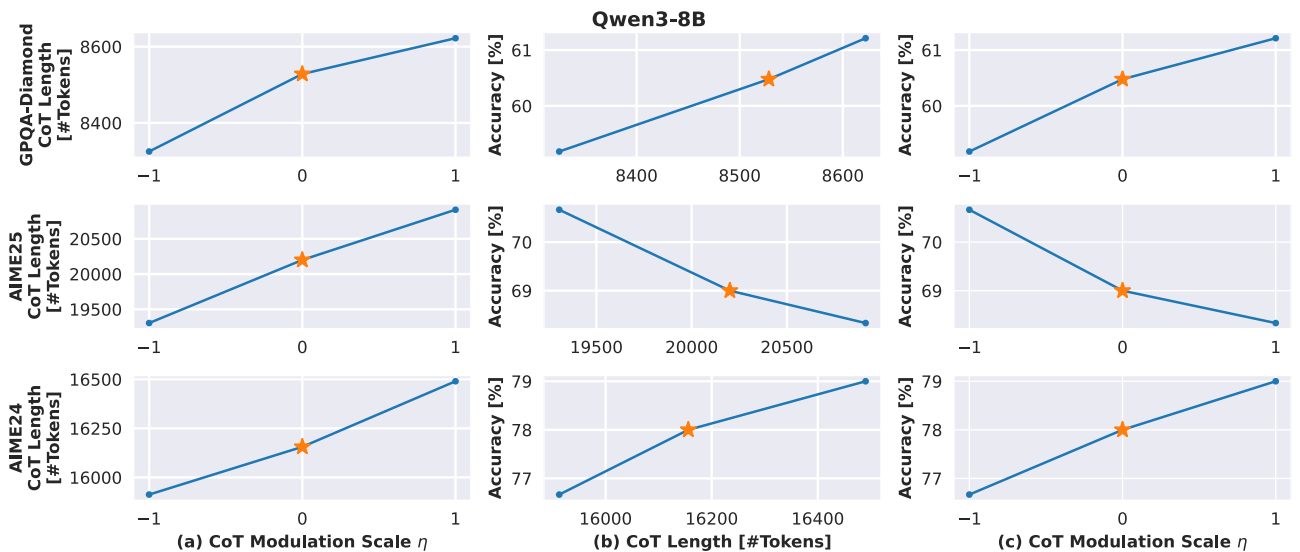 Qwen3-8B
GPQA-Diamond
CoT Length
[#Tokens]
8600
8400
−1 0 1
Accuracy [%]
61
60
8400 8500 8600
Accuracy [%]
61
60
−1 0 1
AIME25
CoT Length
[#Tokens]
20500
20000
19500
−1 0 1
Accuracy [%]
70
69
19500 20000 20500
Accuracy [%]
70
69
−1 0 1
AIME24
CoT Length
[#Tokens]
16500
16250
16000
−1 0 1
(a) CoT Modulation Scale η
Accuracy [%]
79
78
77
16000 16200 16400
(b) CoT Length [#Tokens]
Accuracy [%]
79
78
77
−1 0 1
(c) CoT Modulation Scale η